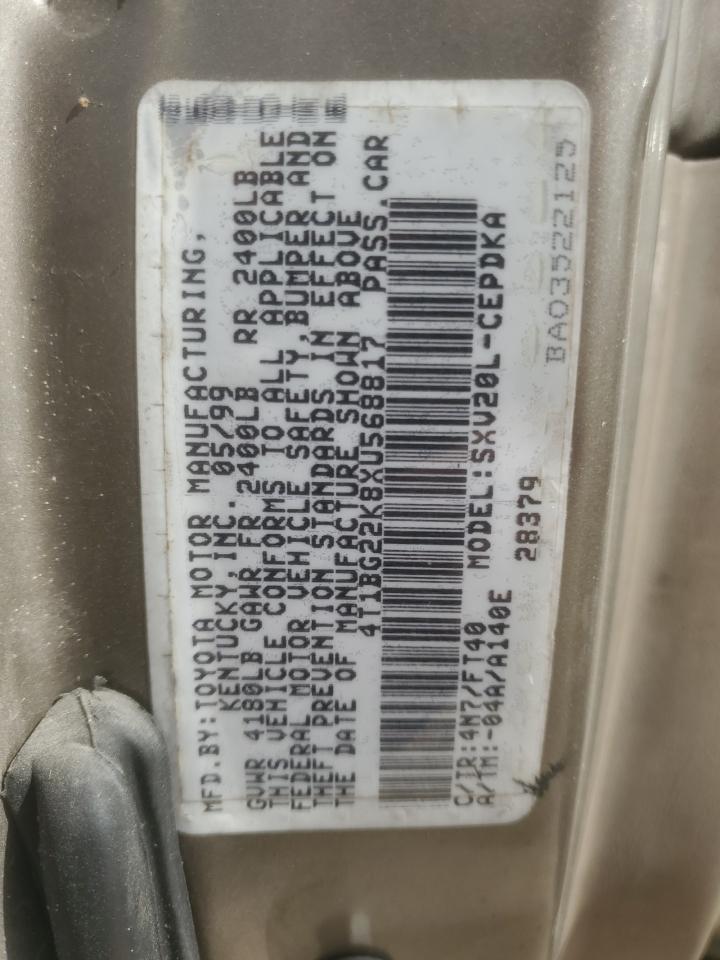 MFD.BY:TOYOTA MOTOR MANUFACTURING,
KENTUCKY,INC. 05/99
GVWR 4180LB GAWR FR 2400LB RR 2400LB
THIS VEHICLE CONFORMS TO ALL APPLICABLE
FEDERAL MOTOR VEHICLE SAFETY,BUMPER AND
THEFT PREVENTION STANDARDS IN EFFECT ON
THE DATE OF MANUFACTURE SHOWN ABOVE
4T1BG22K8XU568817 PASS.CAR
C/TR:4M7/FT40 MODEL:SXV20L-CEPDKA
A/TM:-04A/A140E 28379
BA03522125